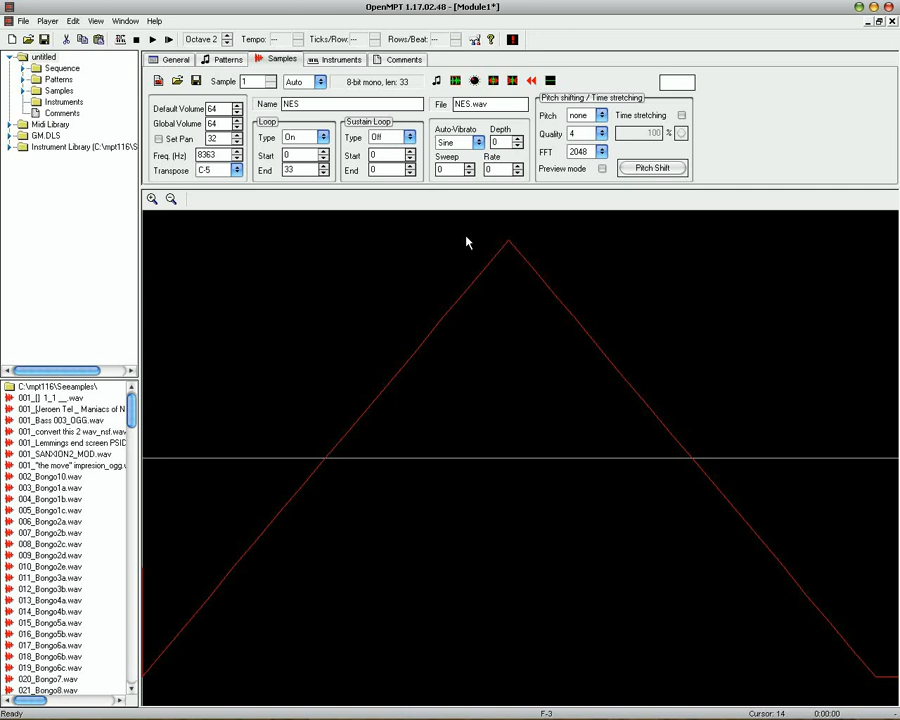 OpenMPT 1.17.02.48 - [Module1*]
File Player Edit View Window Help
Octave 2 Tempo: --- Ticks/Row: --- Rows/Beat: ---
untitled
Sequence
Patterns
Samples
Instruments
Comments
Midi Library
GM.DLS
Instrument Library (C:\mpt116\S
General Patterns Samples Instruments Comments
Sample 1 Auto 8-bit mono, len: 33
Default Volume 64
Global Volume 64
Set Pan 32
Freq. (Hz) 8363
Transpose C-5
Name NES
File NES.wav
Loop
Type On
Start 0
End 33
Sustain Loop
Type Off
Start 0
End 0
Auto-Vibrato Depth
Sine 0
Sweep Rate
0 0
Pitch shifting / Time stretching
Pitch none Time stretching
Quality 4 100 %
FFT 2048
Preview mode Pitch Shift
C:\mpt116\Seeamples\
001_[] 1_1 __.wav
001_[Jeroen Tel _ Maniacs of N
001_Bass 003_OGG.wav
001_convert this 2 wav_nsf.wav
001_Lemmings end screen PSID
001_SANXION2_MOD.wav
001_"the move" impresion_ogg.w
002_Bongo10.wav
003_Bongo1a.wav
004_Bongo1b.wav
005_Bongo1c.wav
006_Bongo2a.wav
007_Bongo2b.wav
008_Bongo2c.wav
009_Bongo2d.wav
010_Bongo2e.wav
011_Bongo3a.wav
012_Bongo3b.wav
013_Bongo4a.wav
014_Bongo4b.wav
015_Bongo5a.wav
016_Bongo5b.wav
017_Bongo6a.wav
018_Bongo6b.wav
019_Bongo6c.wav
020_Bongo7.wav
021_Bongo8.wav
Ready F-3 Cursor: 14 0:00:00 -